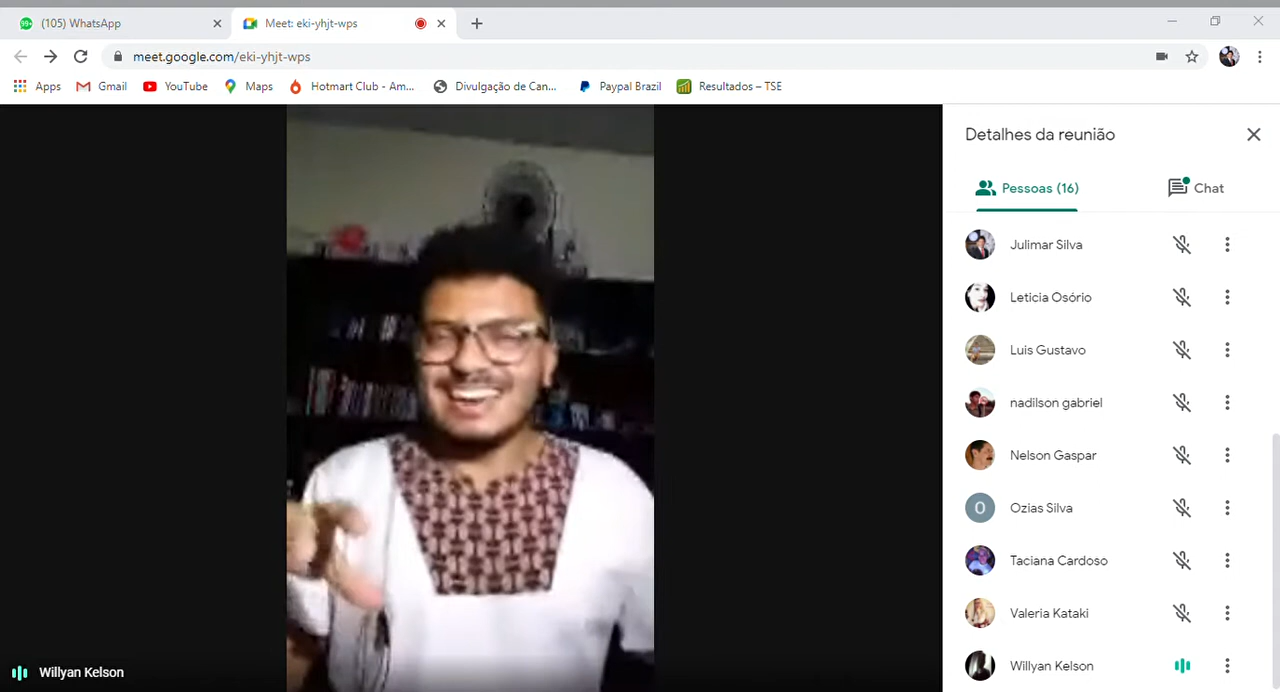 (105) WhatsApp
Meet: eki-yhjt-wps
meet.google.com/eki-yhjt-wps
Apps Gmail YouTube Maps Hotmart Club - Am... Divulgação de Can... Paypal Brazil Resultados – TSE
Detalhes da reunião
Pessoas (16) Chat
Julimar Silva
Leticia Osório
Luis Gustavo
nadilson gabriel
Nelson Gaspar
O Ozias Silva
Taciana Cardoso
Valeria Kataki
Willyan Kelson
Willyan Kelson